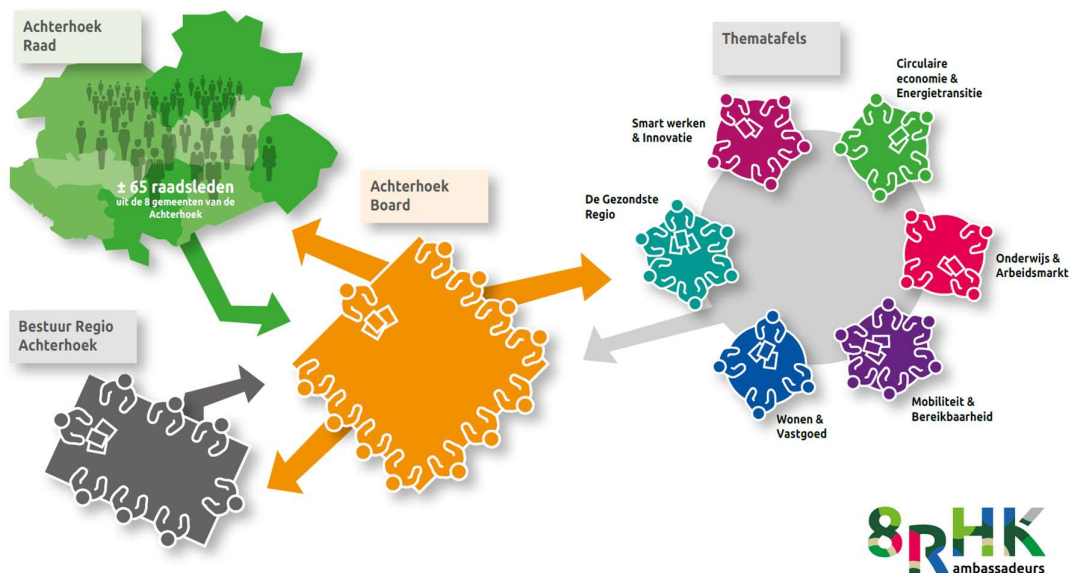 Achterhoek
Raad
± 65 raadsleden
uit de 8 gemeenten van de
Achterhoek
Bestuur Regio
Achterhoek
Achterhoek
Board
Thematafels
Circulaire
economie &
Energietransitie
Smart werken
& Innovatie
De Gezondste
Regio
Onderwijs &
Arbeidsmarkt
Mobiliteit &
Bereikbaarheid
Wonen &
Vastgoed
8RHK
ambassadeurs